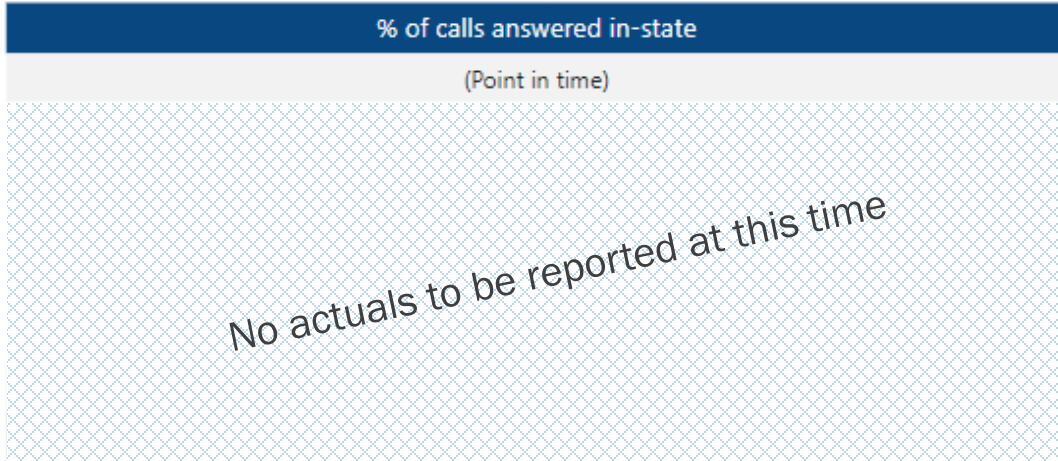 % of calls answered in-state
(Point in time)
No actuals to be reported at this time